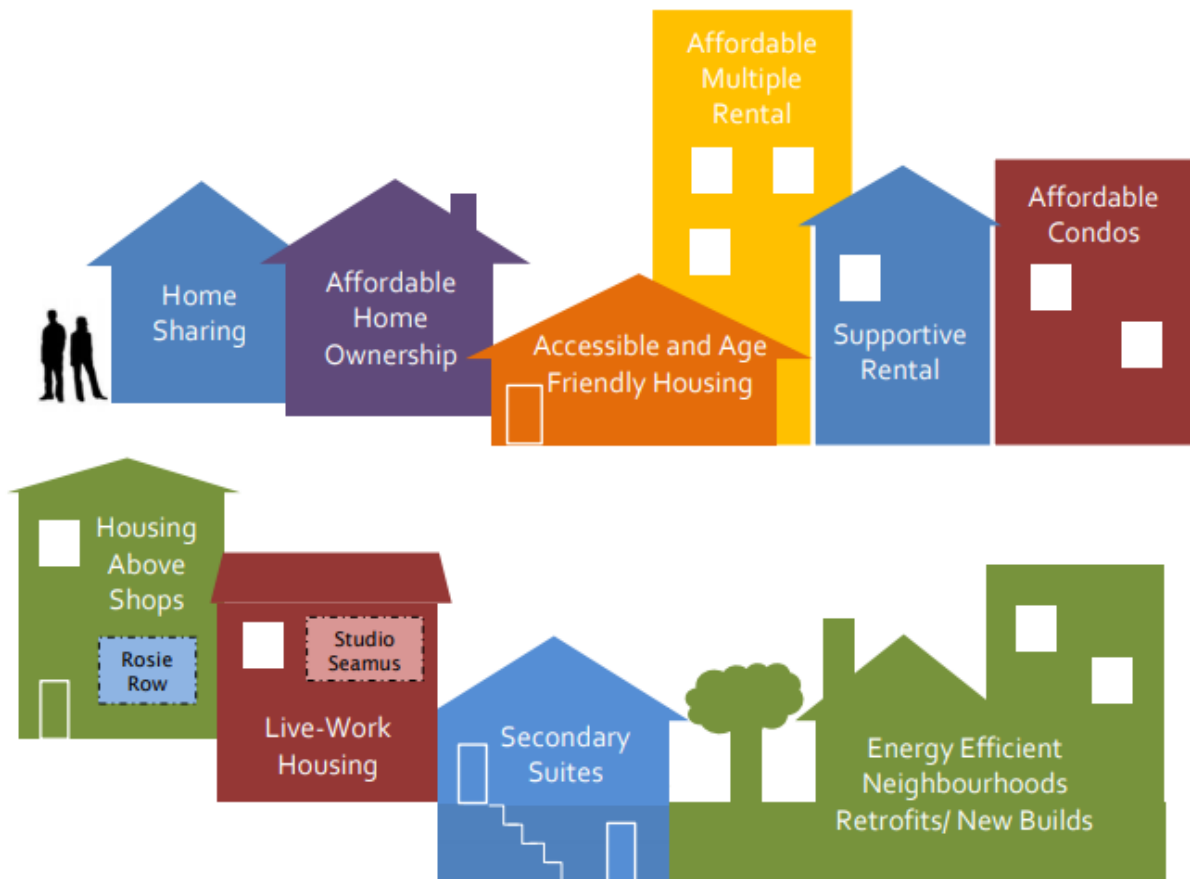 Affordable
Multiple
Rental
Home
Sharing
Affordable
Home
Ownership
Accessible and Age
Friendly Housing
Supportive
Rental
Affordable
Condos
Housing
Above
Shops
Rosie
Row
Studio
Seamus
Live-Work
Housing
Secondary
Suites
Energy Efficient
Neighbourhoods
Retrofits/ New Builds